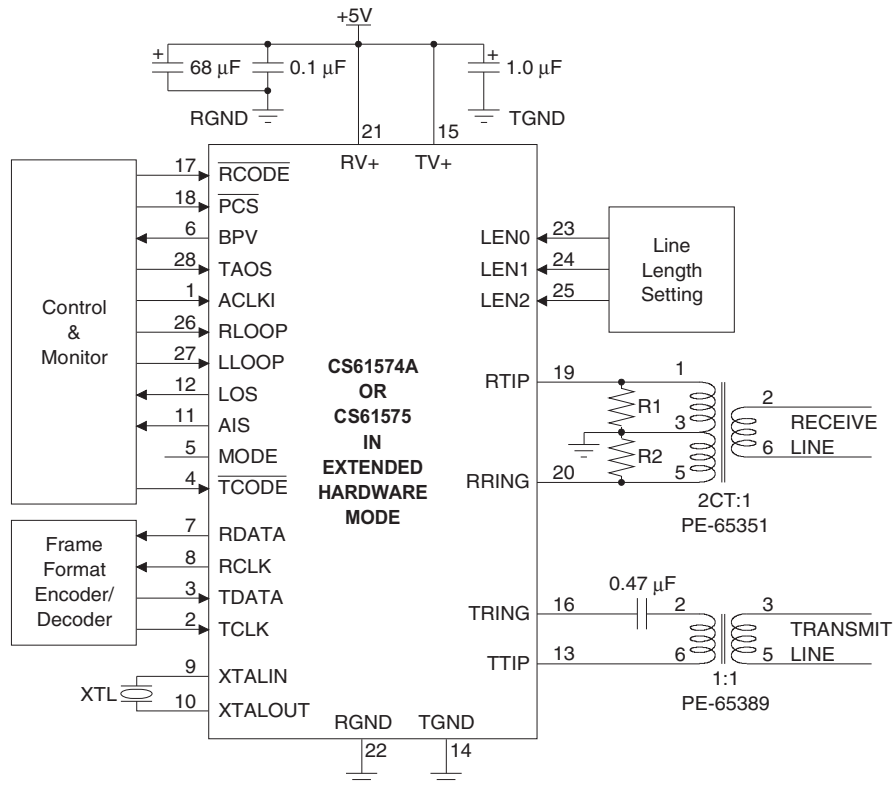 +5V
+ 68 μF
0.1 μF
+ 1.0 μF
RGND
TGND
21
15
RV+
TV+
Control
&
Monitor
17 RCODE
18 PCS
6 BPV
28 TAOS
1 ACLKI
26 RLOOP
27 LLOOP
12 LOS
11 AIS
5 MODE
4 TCODE
Frame
Format
Encoder/
Decoder
7 RDATA
8 RCLK
3 TDATA
2 TCLK
XTL
9 XTALIN
10 XTALOUT
CS61574A
OR
CS61575
IN
EXTENDED
HARDWARE
MODE
LEN0 23
LEN1 24
LEN2 25
Line
Length
Setting
RTIP 19
RRING 20
R1
R2
1
3
5
2
6
RECEIVE
LINE
2CT:1
PE-65351
TRING 16
TTIP 13
0.47 μF
2
6
3
5
TRANSMIT
LINE
1:1
PE-65389
RGND
TGND
22
14